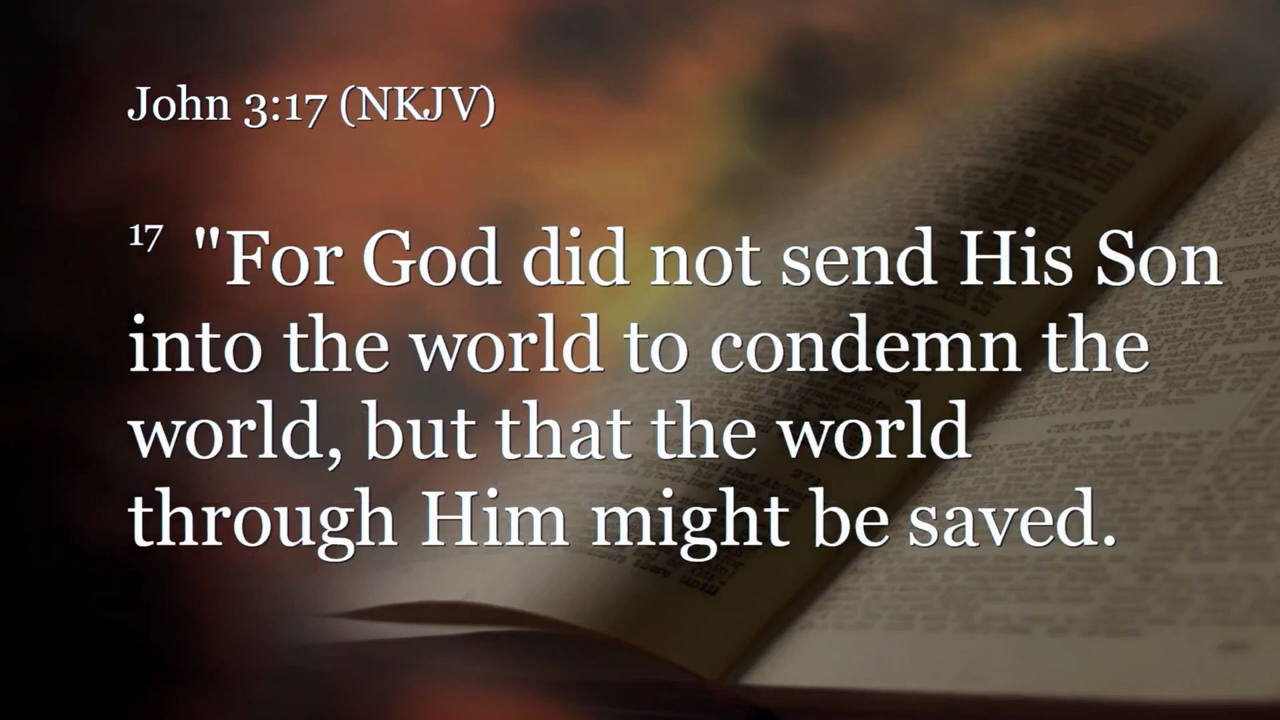 John 3:17 (NKJV)
17 "For God did not send His Son
into the world to condemn the
world, but that the world
through Him might be saved.